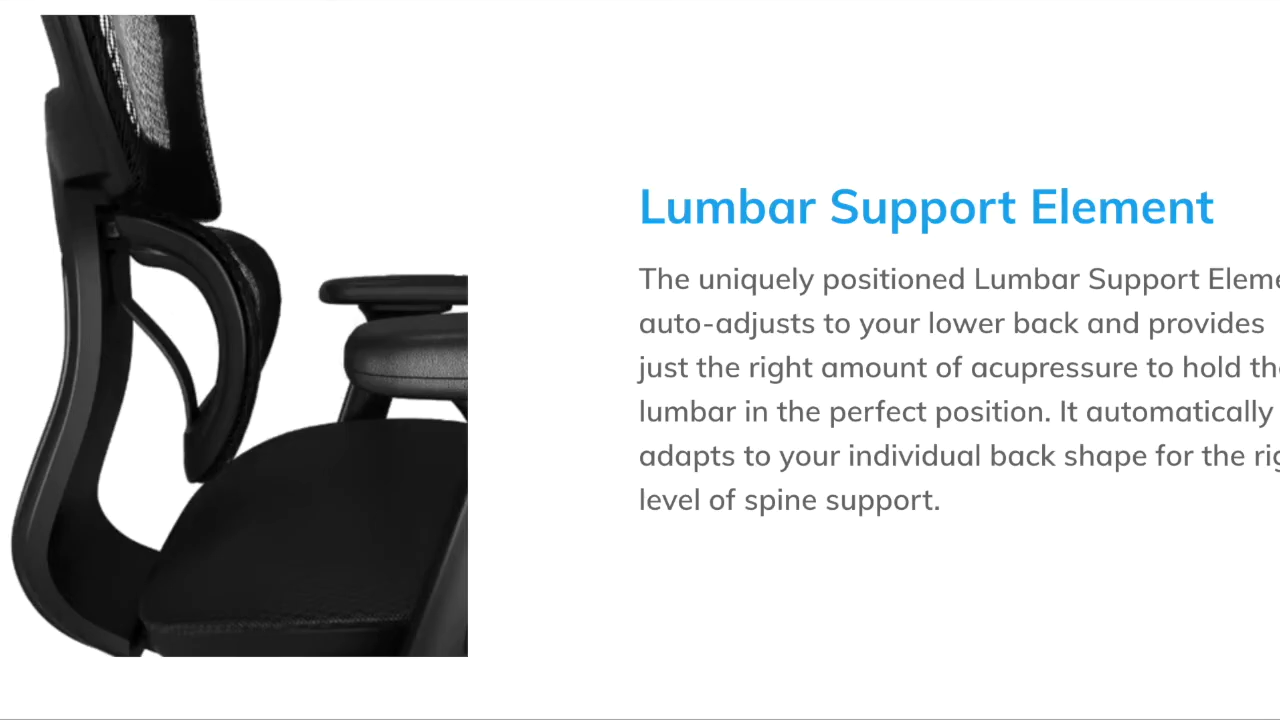 Lumbar Support Element
The uniquely positioned Lumbar Support
auto-adjusts to your lower back and provides
just the right amount of acupressure to hold
lumbar in the perfect position. It automatically
adapts to your individual back shape for the
level of spine support.